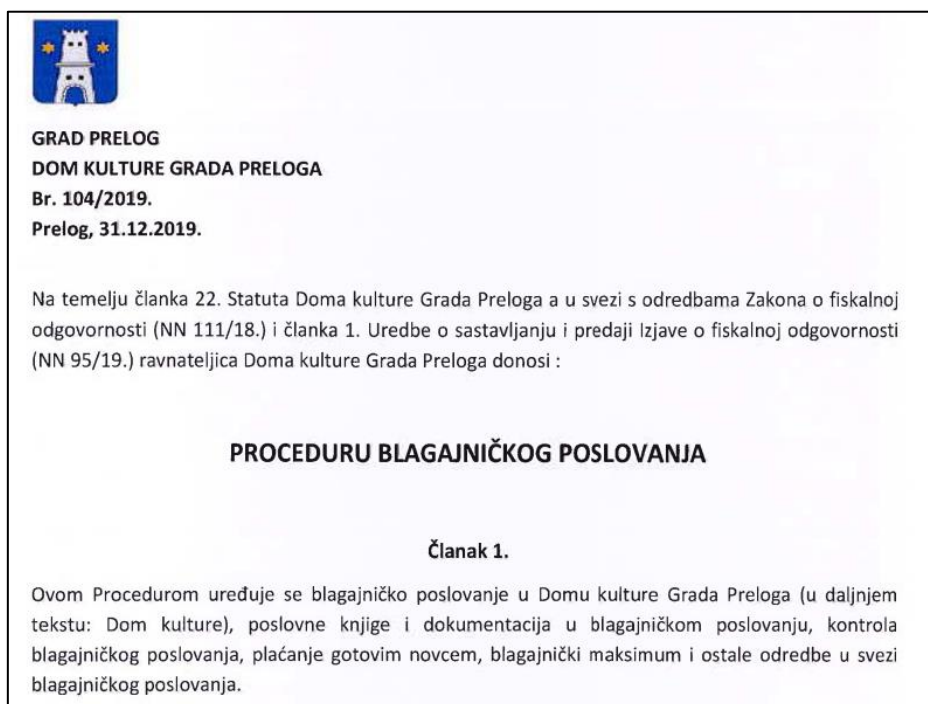 GRAD PRELOG
DOM KULTURE GRADA PRELOGA
Br. 104/2019.
Prelog, 31.12.2019.
Na temelju članka 22. Statuta Doma kulture Grada Preloga a u svezi s odredbama Zakona o fiskalnoj
odgovornosti (NN 111/18.) i članka 1. Uredbe o sastavljanju i predaji Izjave o fiskalnoj odgovornosti
(NN 95/19.) ravnateljica Doma kulture Grada Preloga donosi :
PROCEDURU BLAGAJNIČKOG POSLOVANJA
Članak 1.
Ovom Procedurom uređuje se blagajničko poslovanje u Domu kulture Grada Preloga (u daljnjem
tekstu: Dom kulture), poslovne knjige i dokumentacija u blagajničkom poslovanju, kontrola
blagajničkog poslovanja, plaćanje gotovim novcem, blagajnički maksimum i ostale odredbe u svezi
blagajničkog poslovanja.